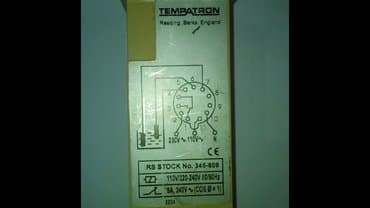 TEMPATRON
Reading Berks England
230V ∿ 110V ∿ R
CE
RS STOCK No. 345-606
110V/220-240V 50/60Hz
5A, 240V ∿ (COS Ø = 1)